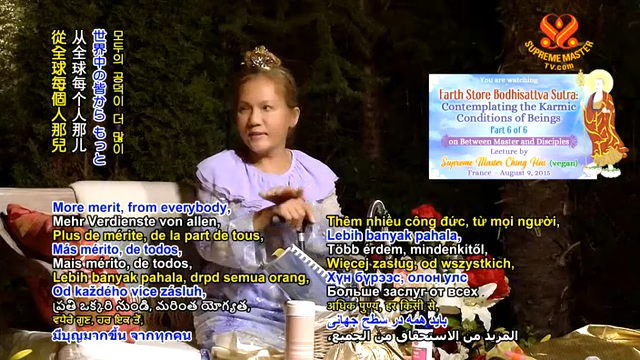 모두의 공덕이 더 많이
世界中の皆から もっと
从全球每个人那儿
從全球每個人那兒
SUPREME MASTER
TV.com
You are watching
Earth Store Bodhisattva Sutra:
Contemplating the Karmic
Conditions of Beings
Part 6 of 6
on Between Master and Disciples
Lecture by
Supreme Master Ching Hai (vegan)
France - August 9, 2015
More merit, from everybody,
Mehr Verdienste von allen,
Plus de mérite, de la part de tous,
Más mérito, de todos,
Mais mérito, de todos,
Lebih banyak pahala, drpd semua orang,
Od každého více zásluh,
ప్రతి ఒక్కరి నుండి, మరింత యోగ్యత,
ਵਧੇਰੇ ਗੁਣ, ਹਰ ਇਕ ਤੋਂ,
มีบุญมากขึ้น จากทุกคน
Thêm nhiều công đức, từ mọi người,
Lebih banyak pahala,
Több érdem, mindenkitől,
Więcej zasług, od wszystkich,
Хүн бүрээс, олон улс
Больше заслуг от всех
अधिक पुण्य, हर किसी से,
باید همه در سطح جهانی
المزيد من الاستحقاق من الجميع،